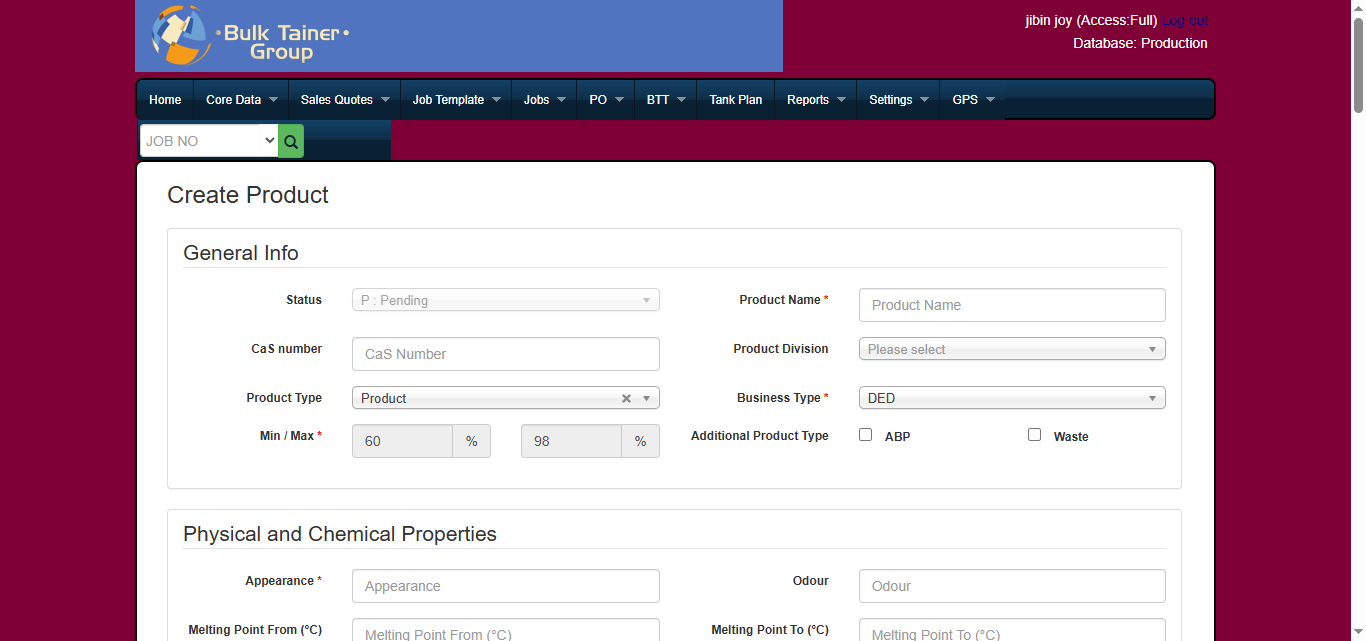 Bulk Tainer
Group
jibin joy (Access:Full) Log out
Database: Production
Home Core Data Sales Quotes Job Template Jobs PO BTT Tank Plan Reports Settings GPS
JOB NO
Create Product
General Info
Status P : Pending Product Name * Product Name
CaS number CaS Number Product Division Please select
Product Type Product Business Type * DED
Min / Max * 60 % 98 % Additional Product Type ABP Waste
Physical and Chemical Properties
Appearance * Appearance Odour Odour
Melting Point From (°C) Melting Point From (°C) Melting Point To (°C) Melting Point To (°C)